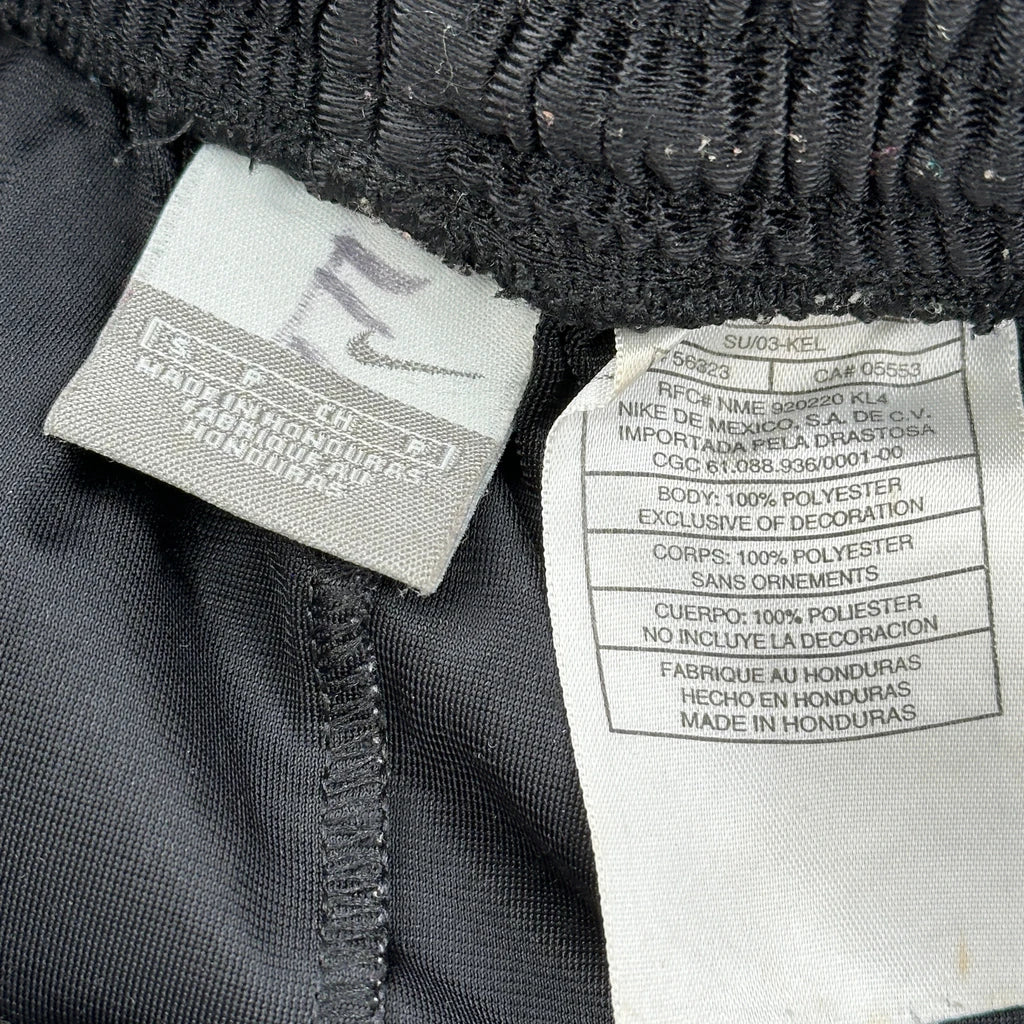 S P CH P
MADE IN HONDURAS
FABRIQUE AU
HONDURAS
SU/03-KEL
56323 CA# 05553
RFC# NME 920220 KL4
NIKE DE MEXICO, S.A. DE C.V.
IMPORTADA PELA DRASTOSA
CGC 61.088.936/0001-00
BODY: 100% POLYESTER
EXCLUSIVE OF DECORATION
CORPS: 100% POLYESTER
SANS ORNEMENTS
CUERPO: 100% POLIESTER
NO INCLUYE LA DECORACION
FABRIQUE AU HONDURAS
HECHO EN HONDURAS
MADE IN HONDURAS